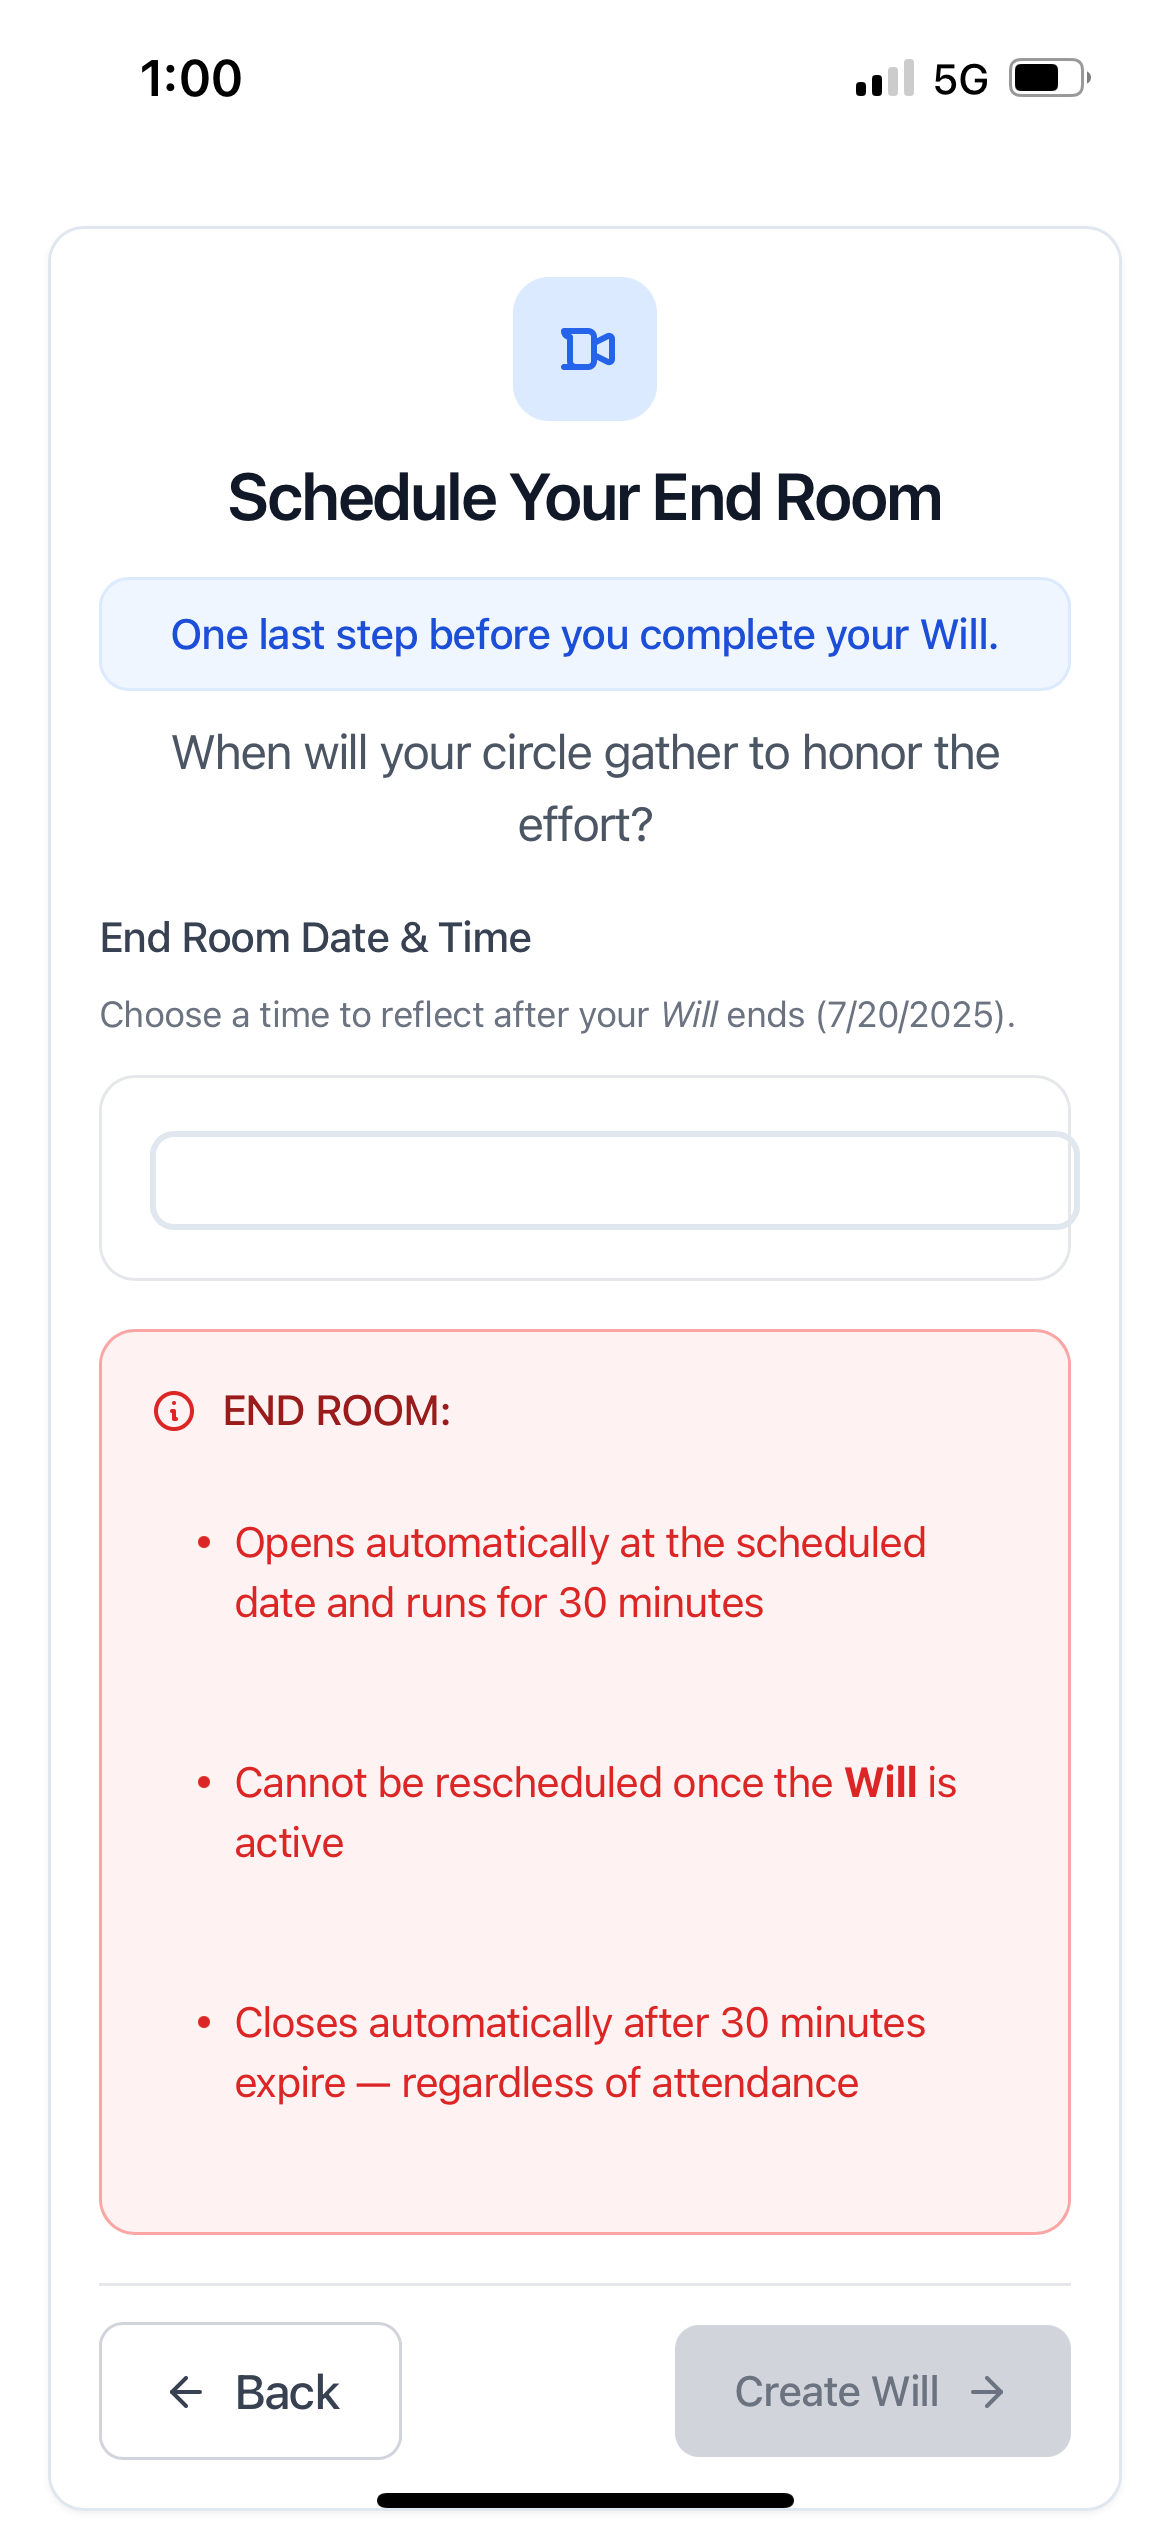 1:00
5G
Schedule Your End Room
One last step before you complete your Will.
When will your circle gather to honor the
effort?
End Room Date & Time
Choose a time to reflect after your Will ends (7/20/2025).
END ROOM:
• Opens automatically at the scheduled
date and runs for 30 minutes
• Cannot be rescheduled once the Will is
active
• Closes automatically after 30 minutes
expire — regardless of attendance
← Back
Create Will →